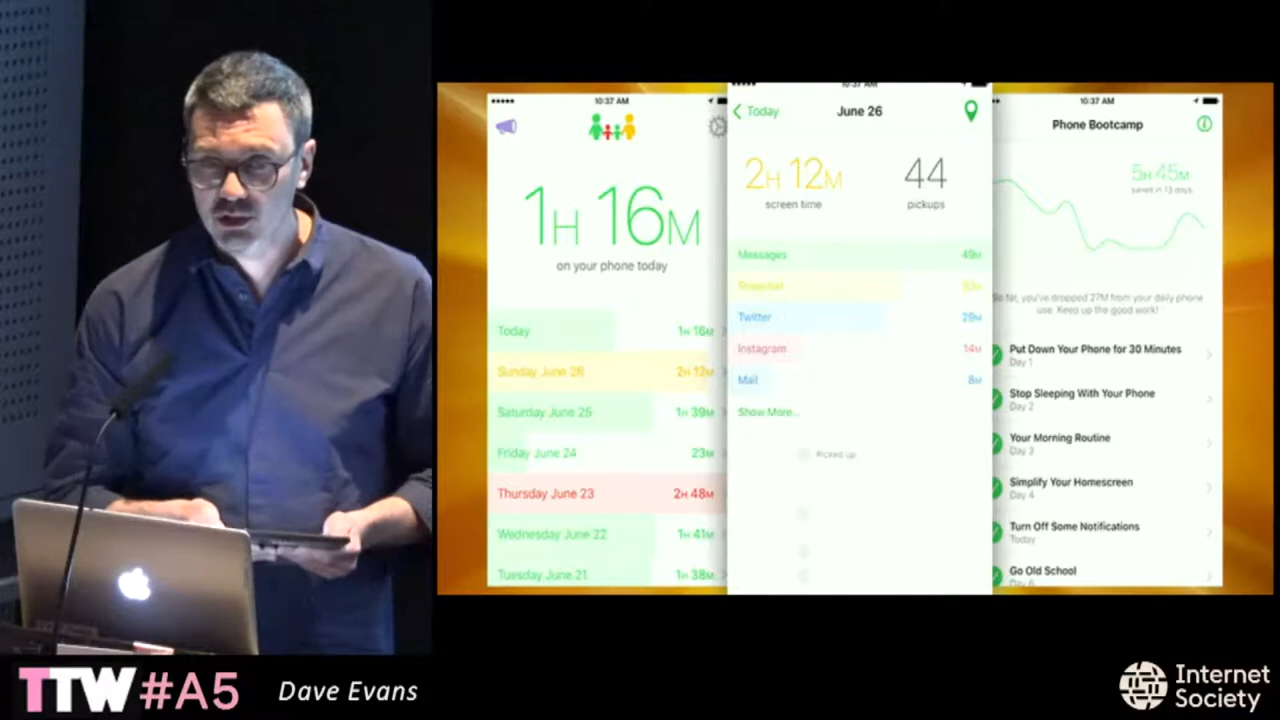 10:37 AM
1H 16M
on your phone today
Today 1H 16M
Sunday June 26 2H 12M
Saturday June 25 1H 39M
Friday June 24 23M
Thursday June 23 2H 48M
Wednesday June 22 1H 41M
Tuesday June 21 1H 38M
10:37 AM
Today June 26
2H 12M 44
screen time pickups
Messages 49M
Snapchat
Twitter 29M
Instagram 14M
Mail 8M
Show More...
Picked up
10:37 AM
Phone Bootcamp
5H 45M
saved in 13 days
So far, you've dropped 27M from your daily phone
use. Keep up the good work!
Put Down Your Phone for 30 Minutes
Day 1
Stop Sleeping With Your Phone
Day 2
Your Morning Routine
Day 3
Simplify Your Homescreen
Day 4
Turn Off Some Notifications
Today
Go Old School
Day 6
TTW #A5
Dave Evans
Internet
Society